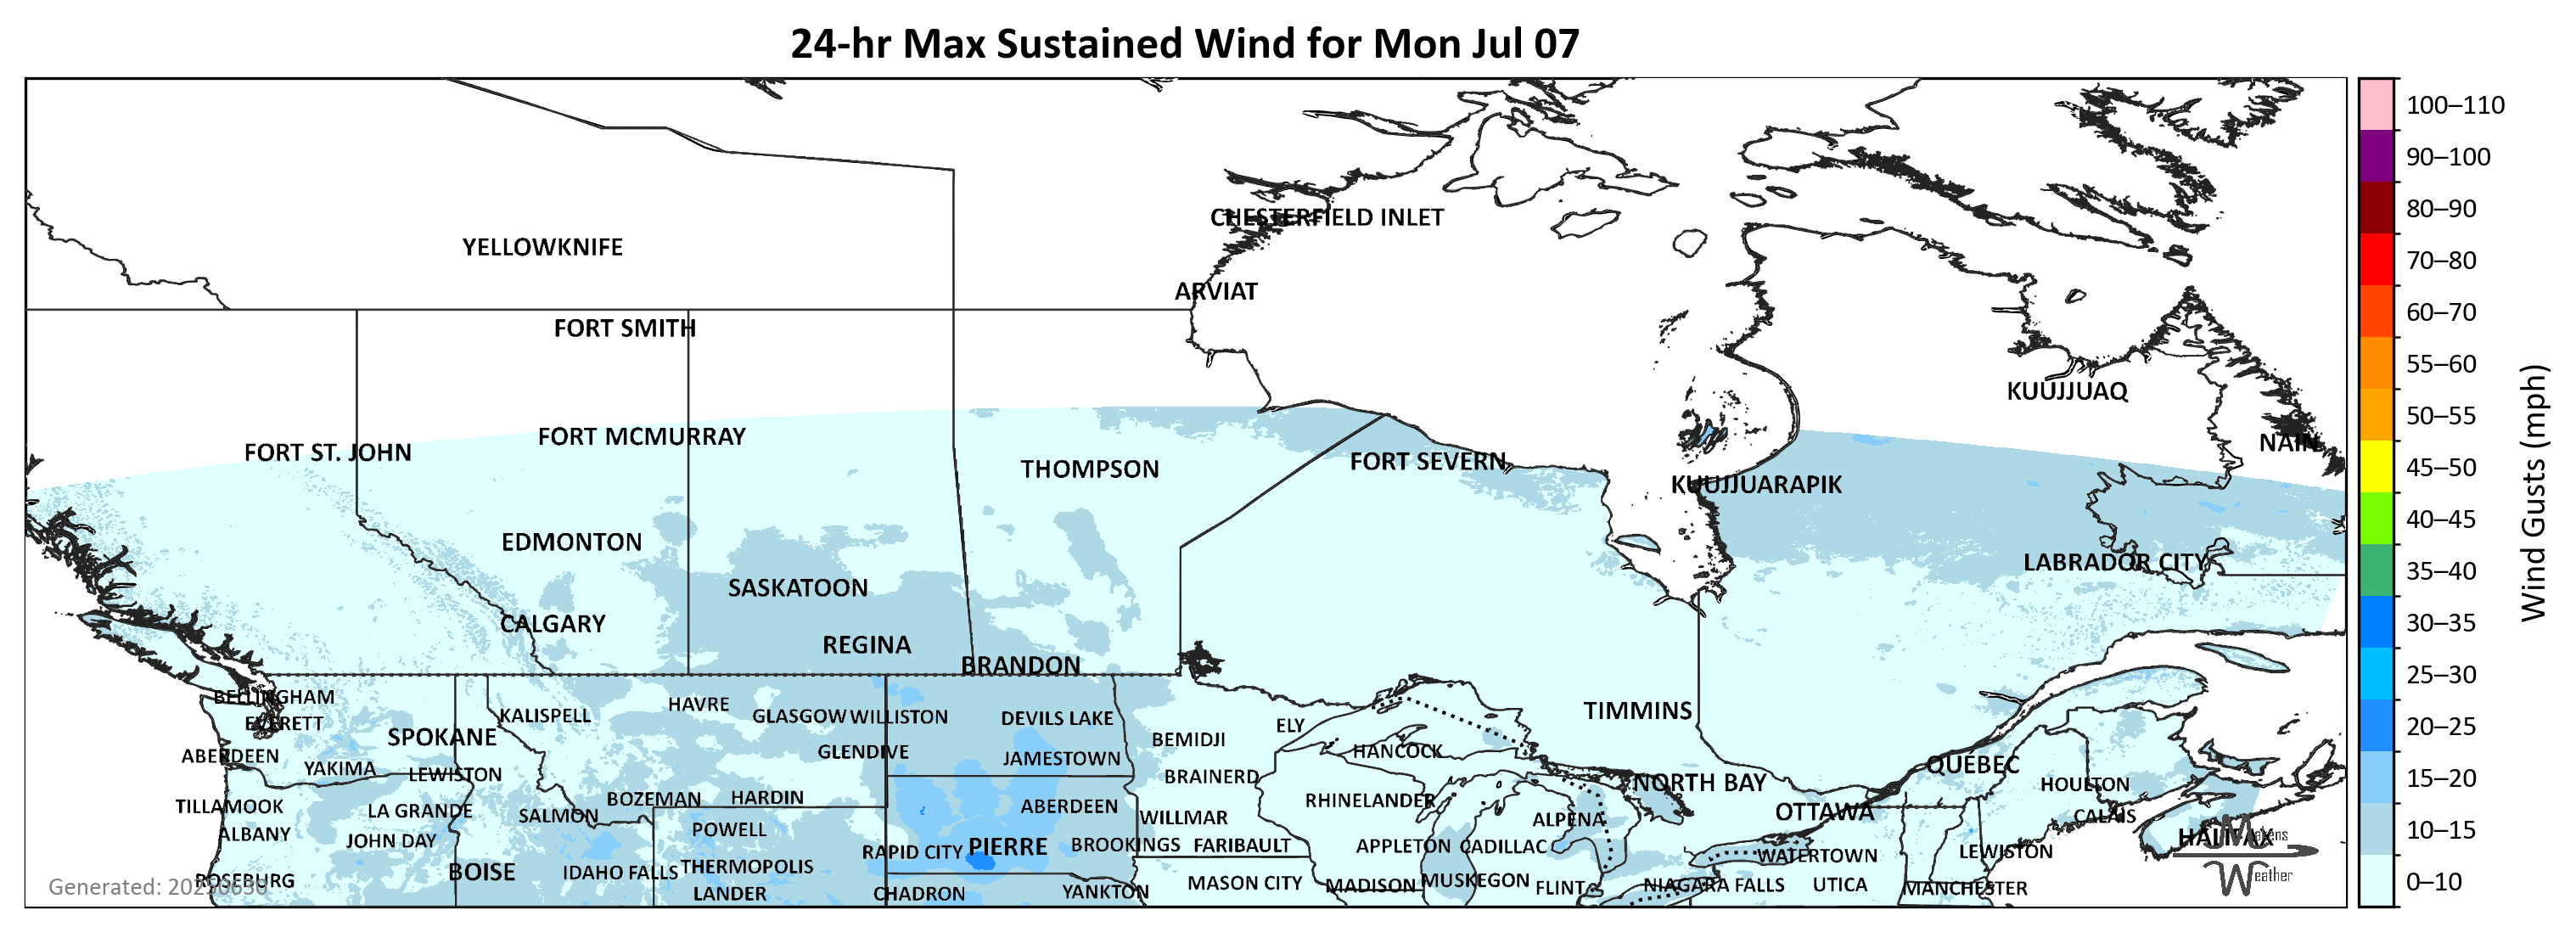 24-hr Max Sustained Wind for Mon Jul 07
100–110
90–100
80–90
70–80
60–70
55–60
50–55
45–50
40–45
35–40
30–35
25–30
20–25
15–20
10–15
0–10
Wind Gusts (mph)
CHESTERFIELD INLET
YELLOWKNIFE
ARVIAT
FORT SMITH
KUUJJUAQ
FORT MCMURRAY
NAIN
FORT ST. JOHN
FORT SEVERN
THOMPSON
KUUJJUARAPIK
EDMONTON
LABRADOR CITY
SASKATOON
CALGARY
REGINA
BRANDON
BELLINGHAM
HAVRE
KALISPELL
GLASGOW
WILLISTON
DEVILS LAKE
TIMMINS
EVERETT
ELY
SPOKANE
BEMIDJI
GLENDIVE
HANCOCK
ABERDEEN
JAMESTOWN
QUÉBEC
YAKIMA
LEWISTON
BRAINERD
NORTH BAY
HOULTON
BOZEMAN
HARDIN
RHINELANDER
TILLAMOOK
LA GRANDE
ABERDEEN
OTTAWA
SALMON
WILLMAR
CALAIS
ALPENA
POWELL
ALBANY
HALIFAX
JOHN DAY
PIERRE
BROOKINGS
FARIBAULT
APPLETON
CADILLAC
RAPID CITY
WATERTOWN
LEWISTON
THERMOPOLIS
BOISE
IDAHO FALLS
ROSEBURG
MUSKEGON
MASON CITY
MADISON
FLINT
NIAGARA FALLS
UTICA
MANCHESTER
LANDER
CHADRON
YANKTON
Generated: 20250630
Makens
Weather